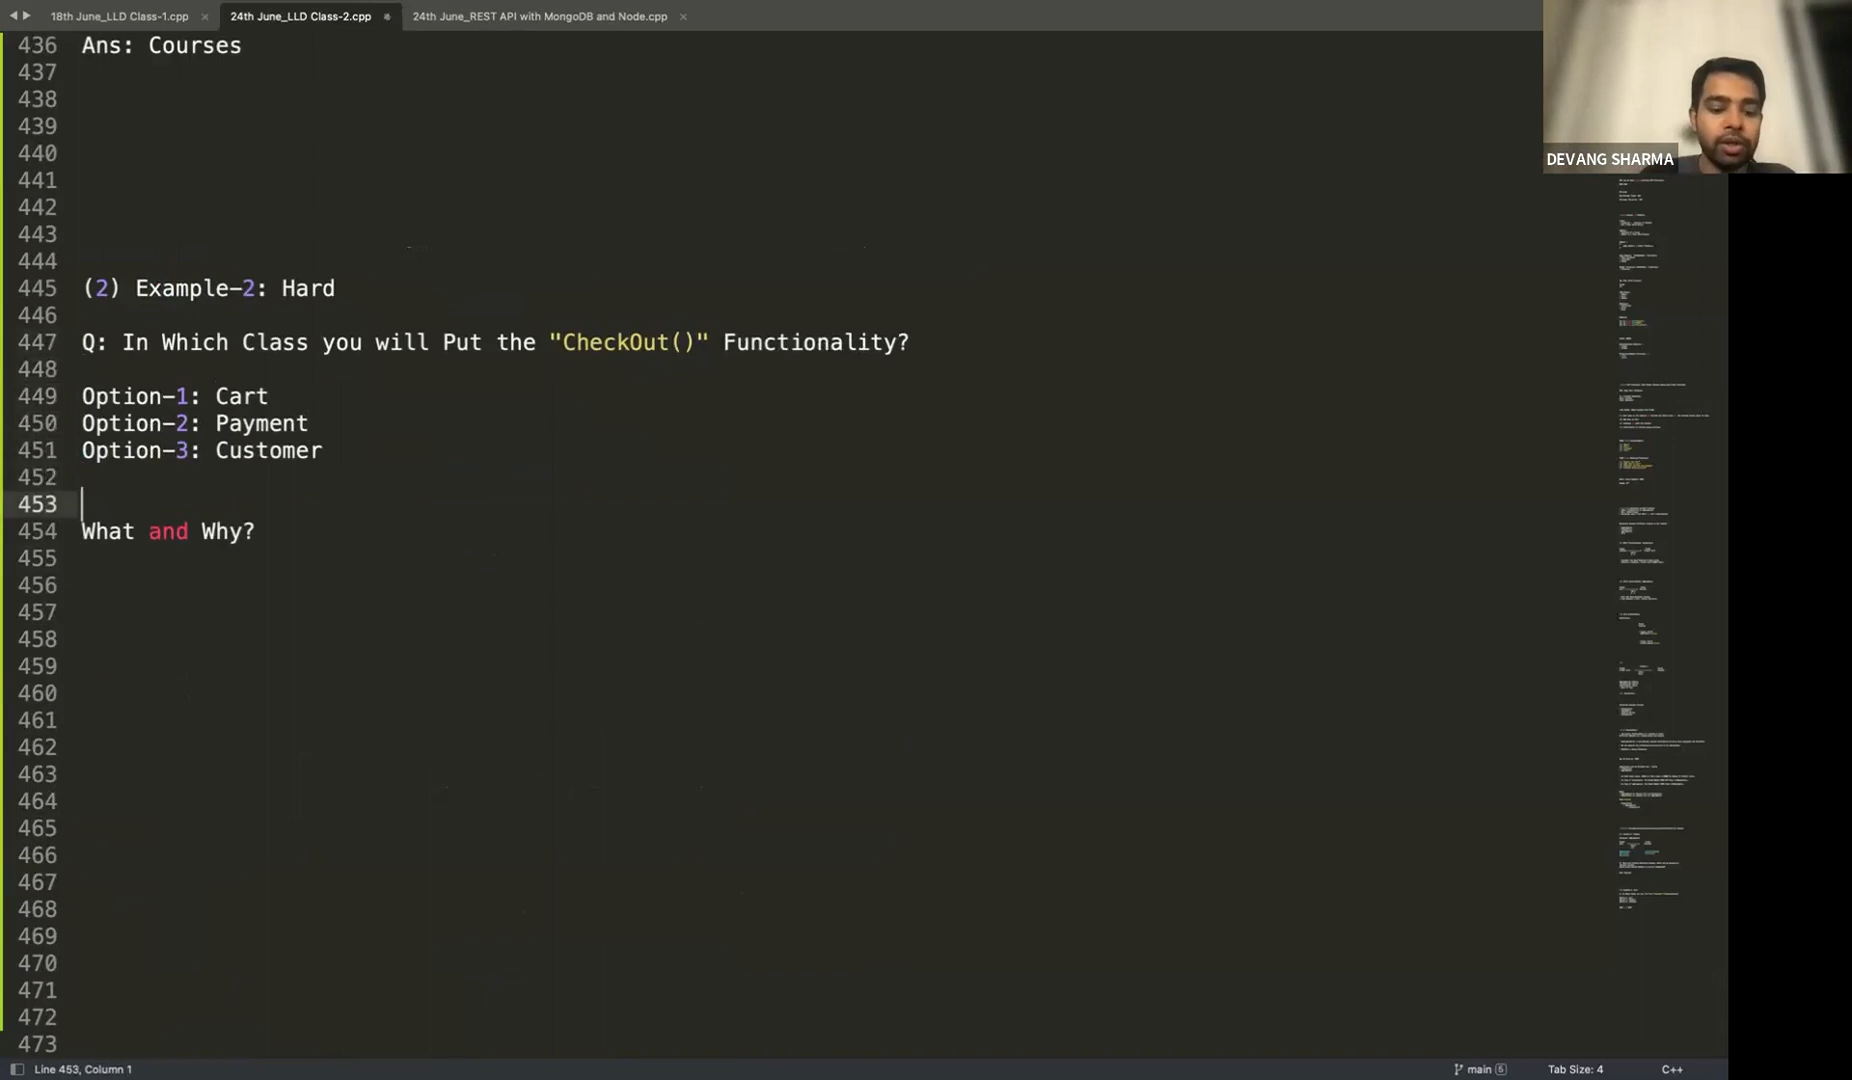 18th June_LLD Class-1.cpp
24th June_LLD Class-2.cpp
24th June_REST API with MongoDB and Node.cpp
DEVANG SHARMA
436 Ans: Courses
437
438
439
440
441
442
443
444
445 (2) Example-2: Hard
446
447 Q: In Which Class you will Put the "CheckOut()" Functionality?
448
449 Option-1: Cart
450 Option-2: Payment
451 Option-3: Customer
452
453
454 What and Why?
455
456
457
458
459
460
461
462
463
464
465
466
467
468
469
470
471
472
473
Line 453, Column 1
main 6
Tab Size: 4
C++